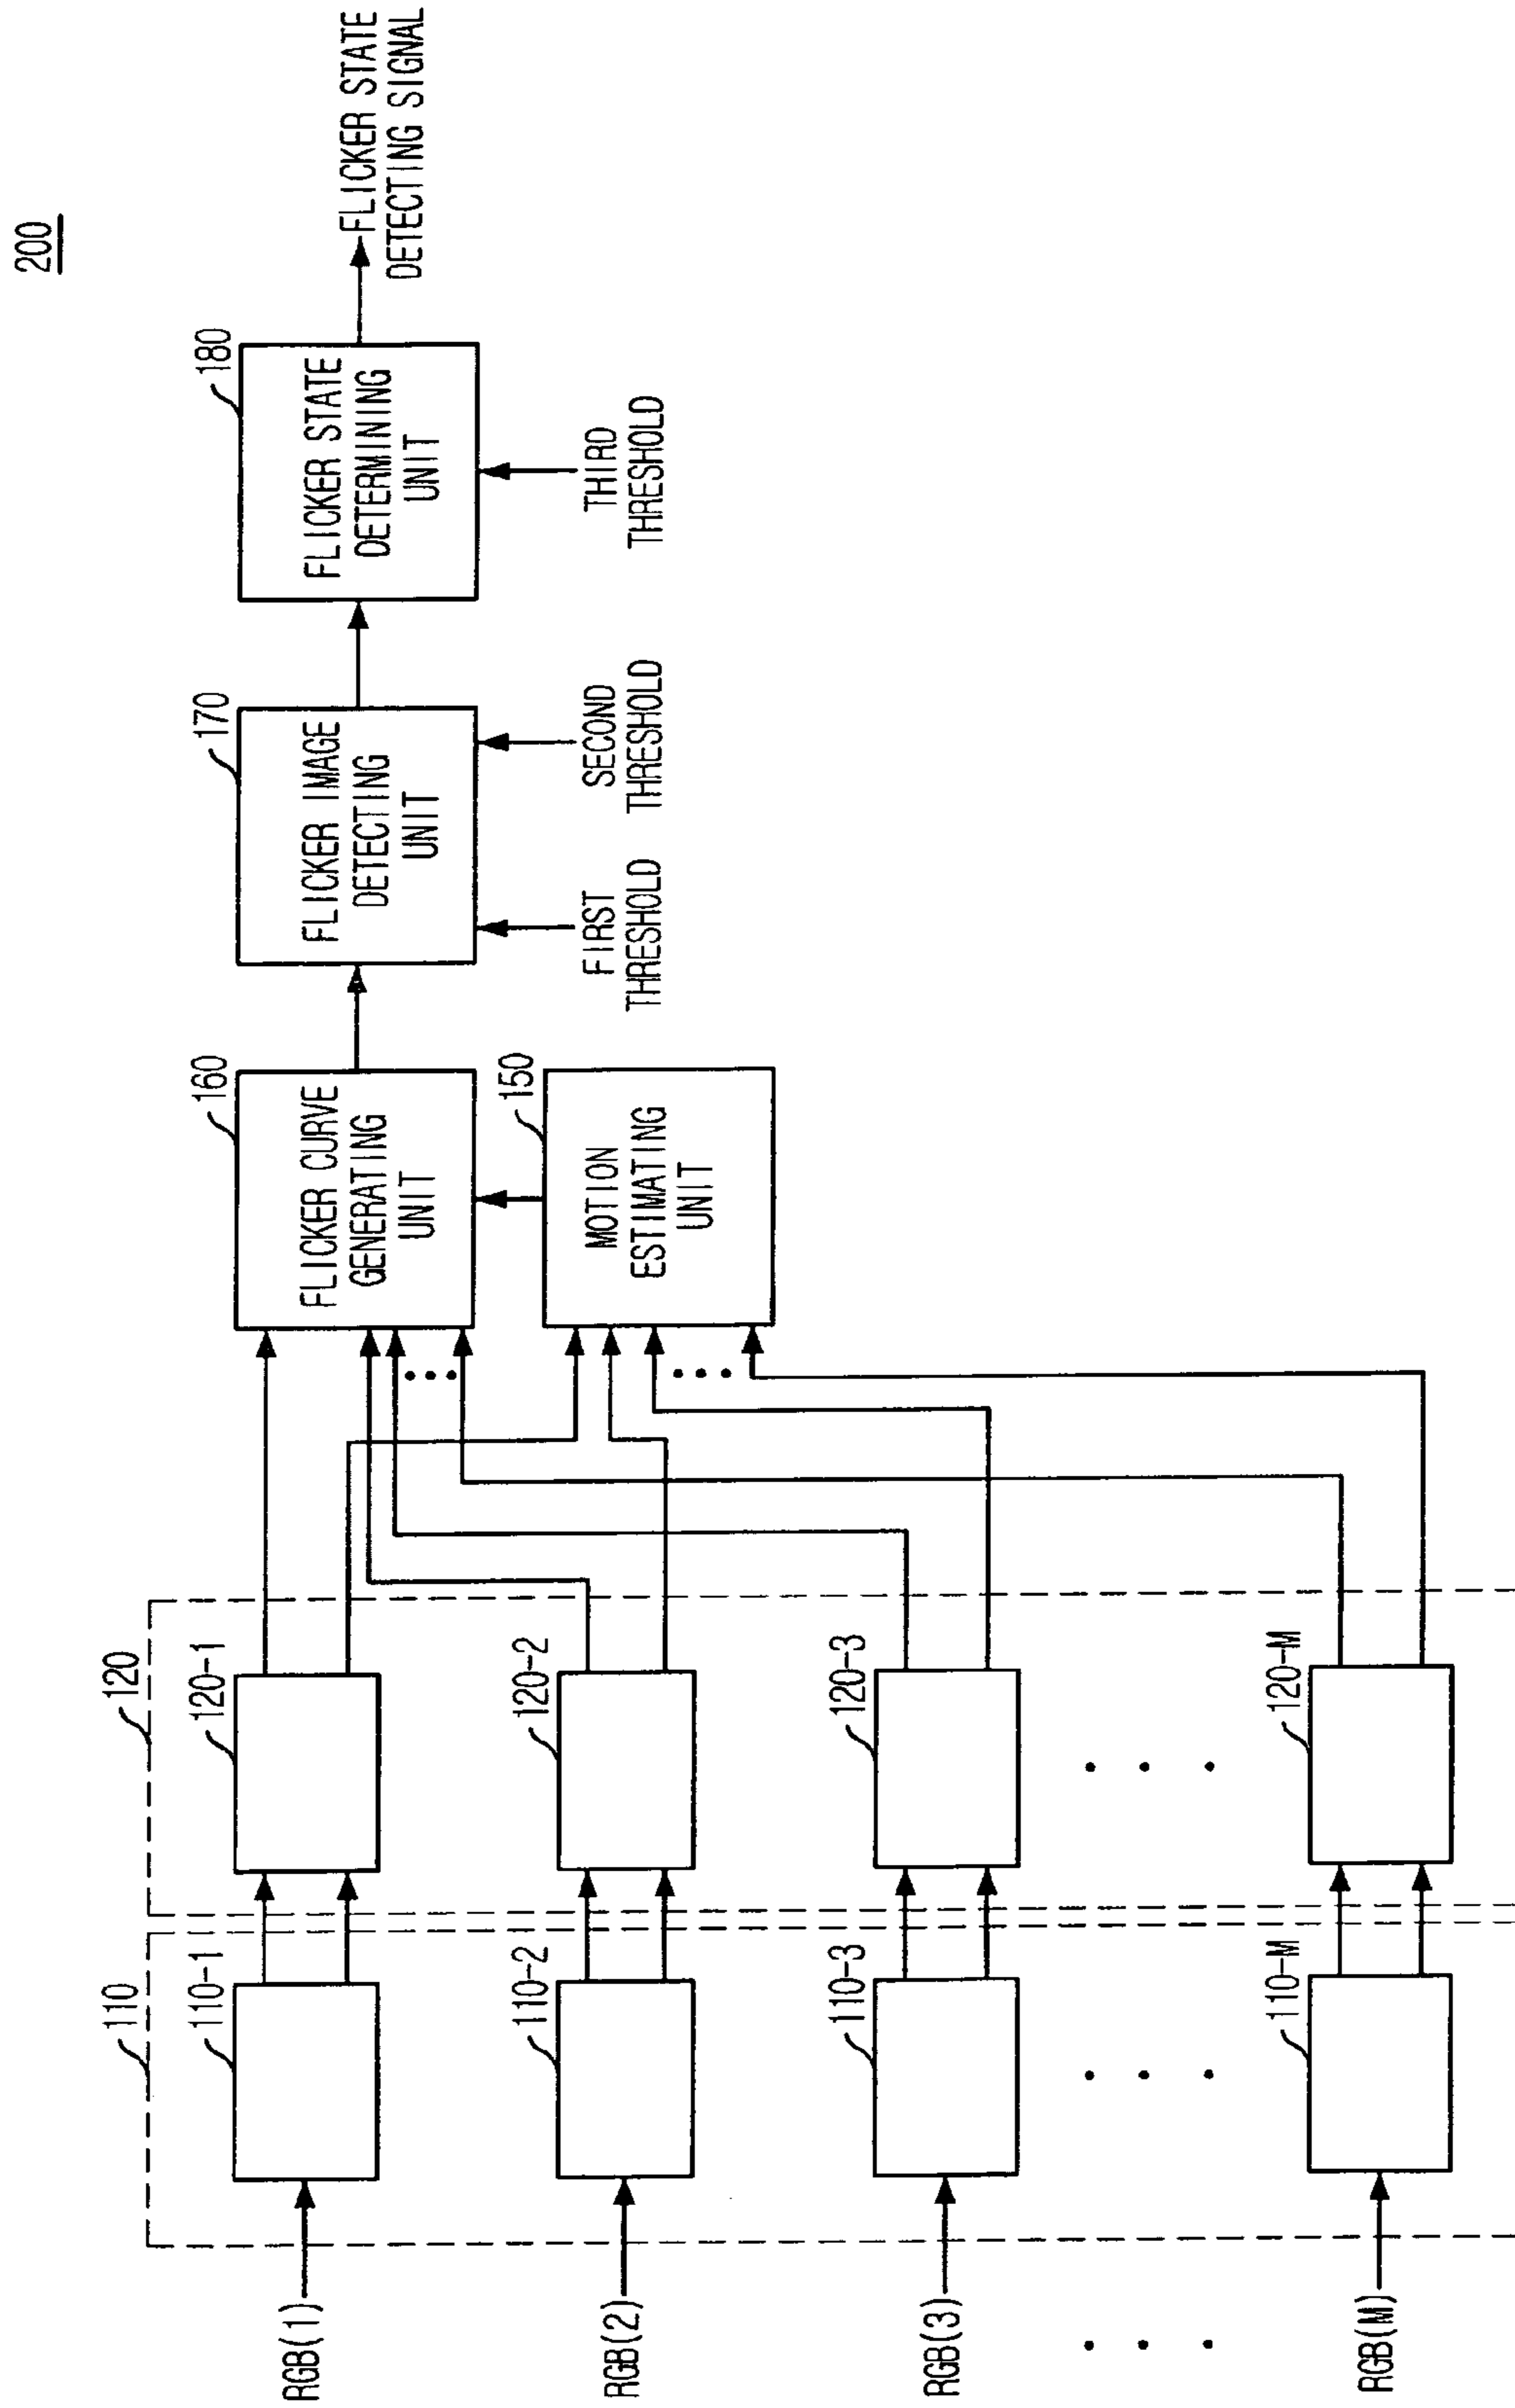 200
110
120
110-1
120-1
RGB(1)
110-2
120-2
RGB(2)
110-3
120-3
RGB(3)
110-M
120-M
RGB(M)
160
FLICKER CURVE
GENERATING
UNIT
150
MOTION
ESTIMATING
UNIT
170
FLICKER IMAGE
DETECTING
UNIT
FIRST
THRESHOLD
SECOND
THRESHOLD
180
FLICKER STATE
DETERMINING
UNIT
THIRD
THRESHOLD
FLICKER STATE
DETECTING SIGNAL